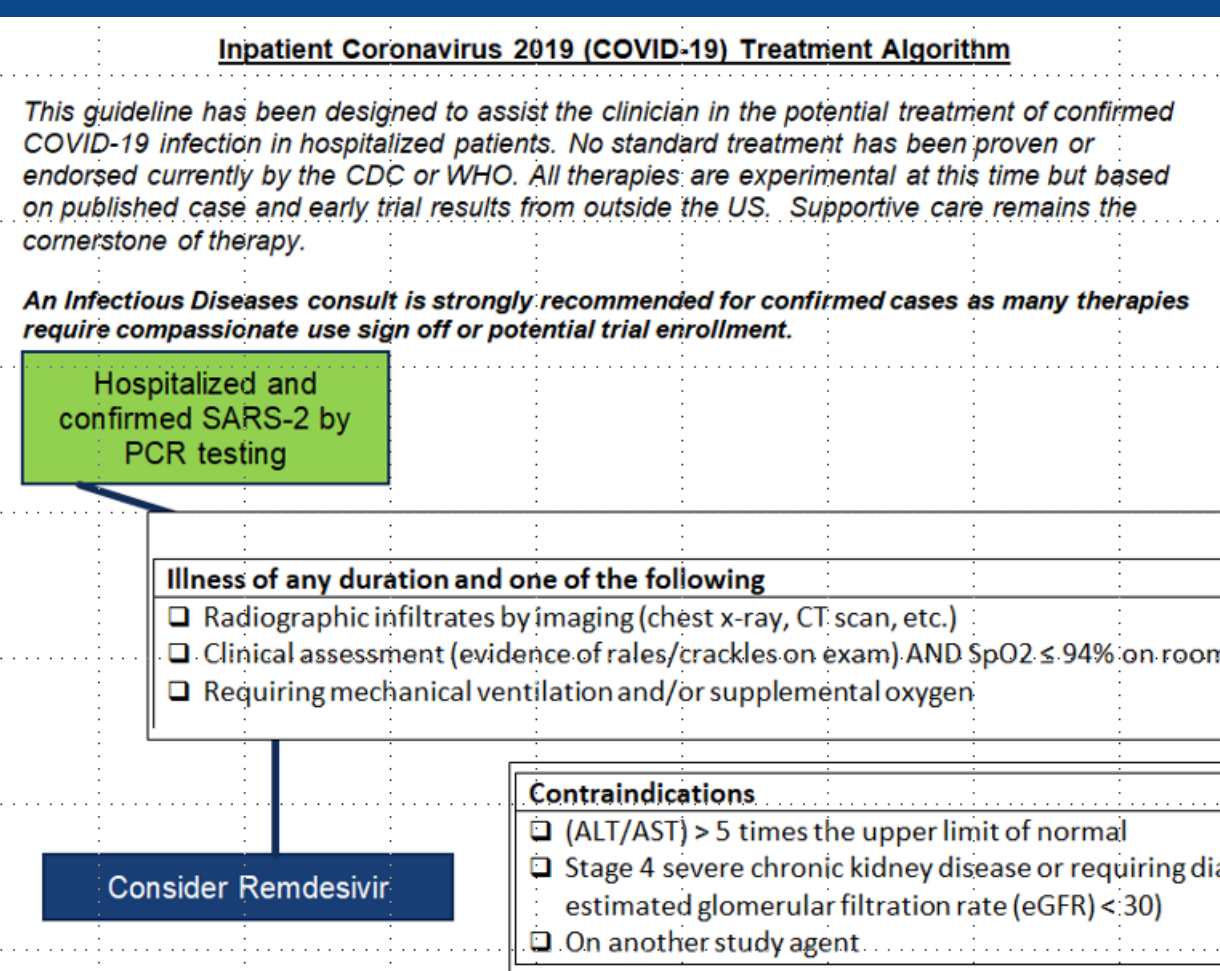 Inpatient Coronavirus 2019 (COVID-19) Treatment Algorithm
This guideline has been designed to assist the clinician in the potential treatment of confirmed
COVID-19 infection in hospitalized patients. No standard treatment has been proven or
endorsed currently by the CDC or WHO. All therapies are experimental at this time but based
on published case and early trial results from outside the US. Supportive care remains the
cornerstone of therapy.
An Infectious Diseases consult is strongly recommended for confirmed cases as many therapies
require compassionate use sign off or potential trial enrollment.
Hospitalized and
confirmed SARS-2 by
PCR testing
Illness of any duration and one of the following
❑ Radiographic infiltrates by imaging (chest x-ray, CT scan, etc.)
❑ Clinical assessment (evidence of rales/crackles on exam) AND SpO2 ≤ 94% on room
❑ Requiring mechanical ventilation and/or supplemental oxygen
Contraindications
❑ (ALT/AST) > 5 times the upper limit of normal
❑ Stage 4 severe chronic kidney disease or requiring
estimated glomerular filtration rate (eGFR) < 30)
❑ On another study agent
Consider Remdesivir